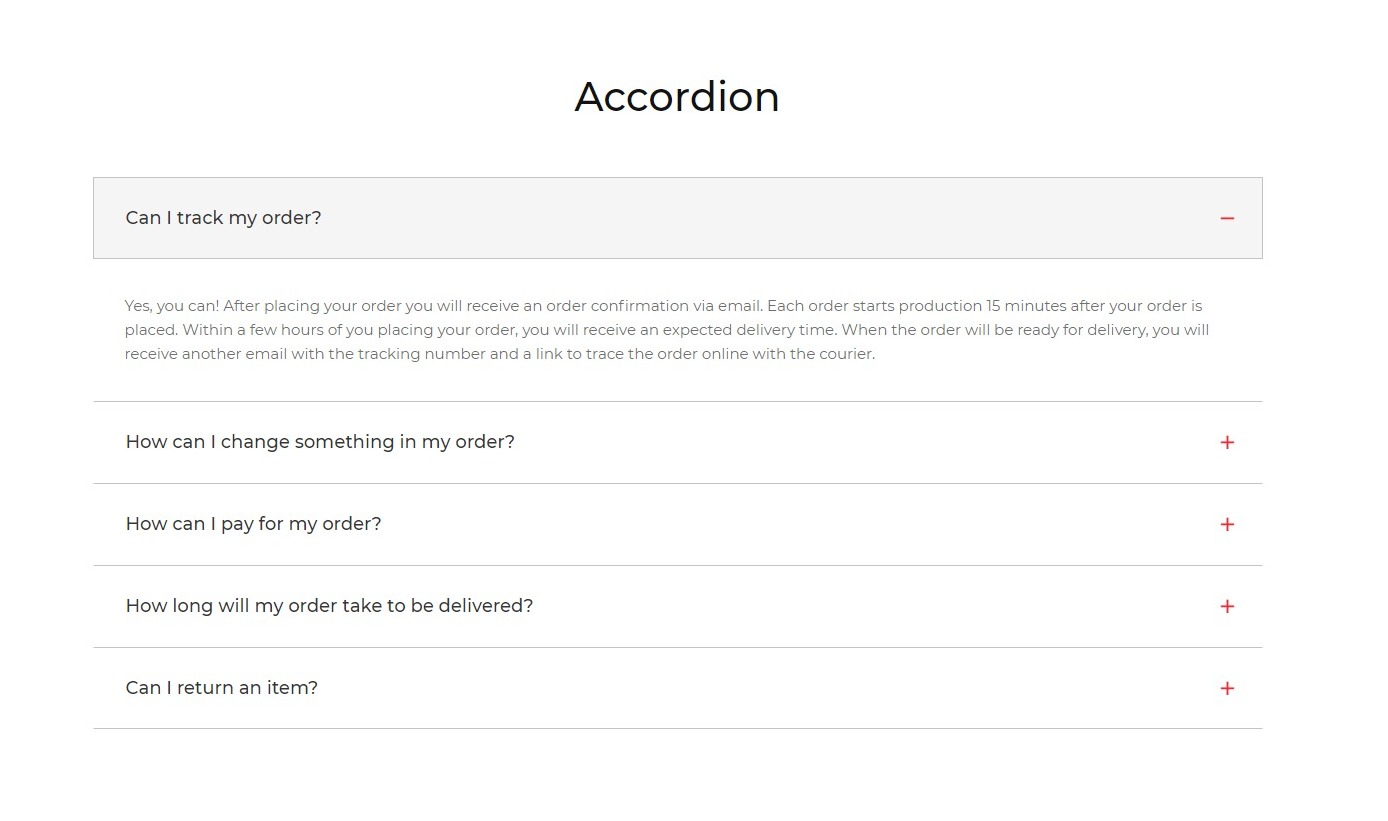 Accordion
Can I track my order?
Yes, you can! After placing your order you will receive an order confirmation via email. Each order starts production 15 minutes after your order is
placed. Within a few hours of you placing your order, you will receive an expected delivery time. When the order will be ready for delivery, you will
receive another email with the tracking number and a link to trace the order online with the courier.
How can I change something in my order?
How can I pay for my order?
How long will my order take to be delivered?
Can I return an item?